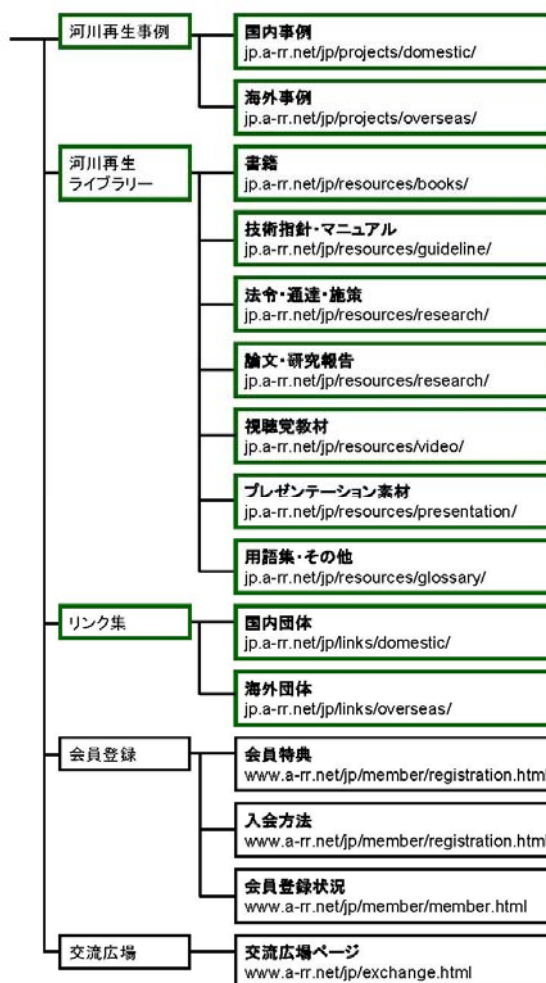 河川再生事例
国内事例
jp.a-rr.net/jp/projects/domestic/
海外事例
jp.a-rr.net/jp/projects/overseas/
河川再生
ライブラリー
書籍
jp.a-rr.net/jp/resources/books/
技術指針・マニュアル
jp.a-rr.net/jp/resources/guideline/
法令・通達・施策
jp.a-rr.net/jp/resources/research/
論文・研究報告
jp.a-rr.net/jp/resources/research/
視聴覚教材
jp.a-rr.net/jp/resources/video/
プレゼンテーション素材
jp.a-rr.net/jp/resources/presentation/
用語集・その他
jp.a-rr.net/jp/resources/glossary/
リンク集
国内団体
jp.a-rr.net/jp/links/domestic/
海外団体
jp.a-rr.net/jp/links/overseas/
会員登録
会員特典
www.a-rr.net/jp/member/registration.html
入会方法
www.a-rr.net/jp/member/registration.html
会員登録状況
www.a-rr.net/jp/member/member.html
交流広場
交流広場ページ
www.a-rr.net/jp/exchange.html